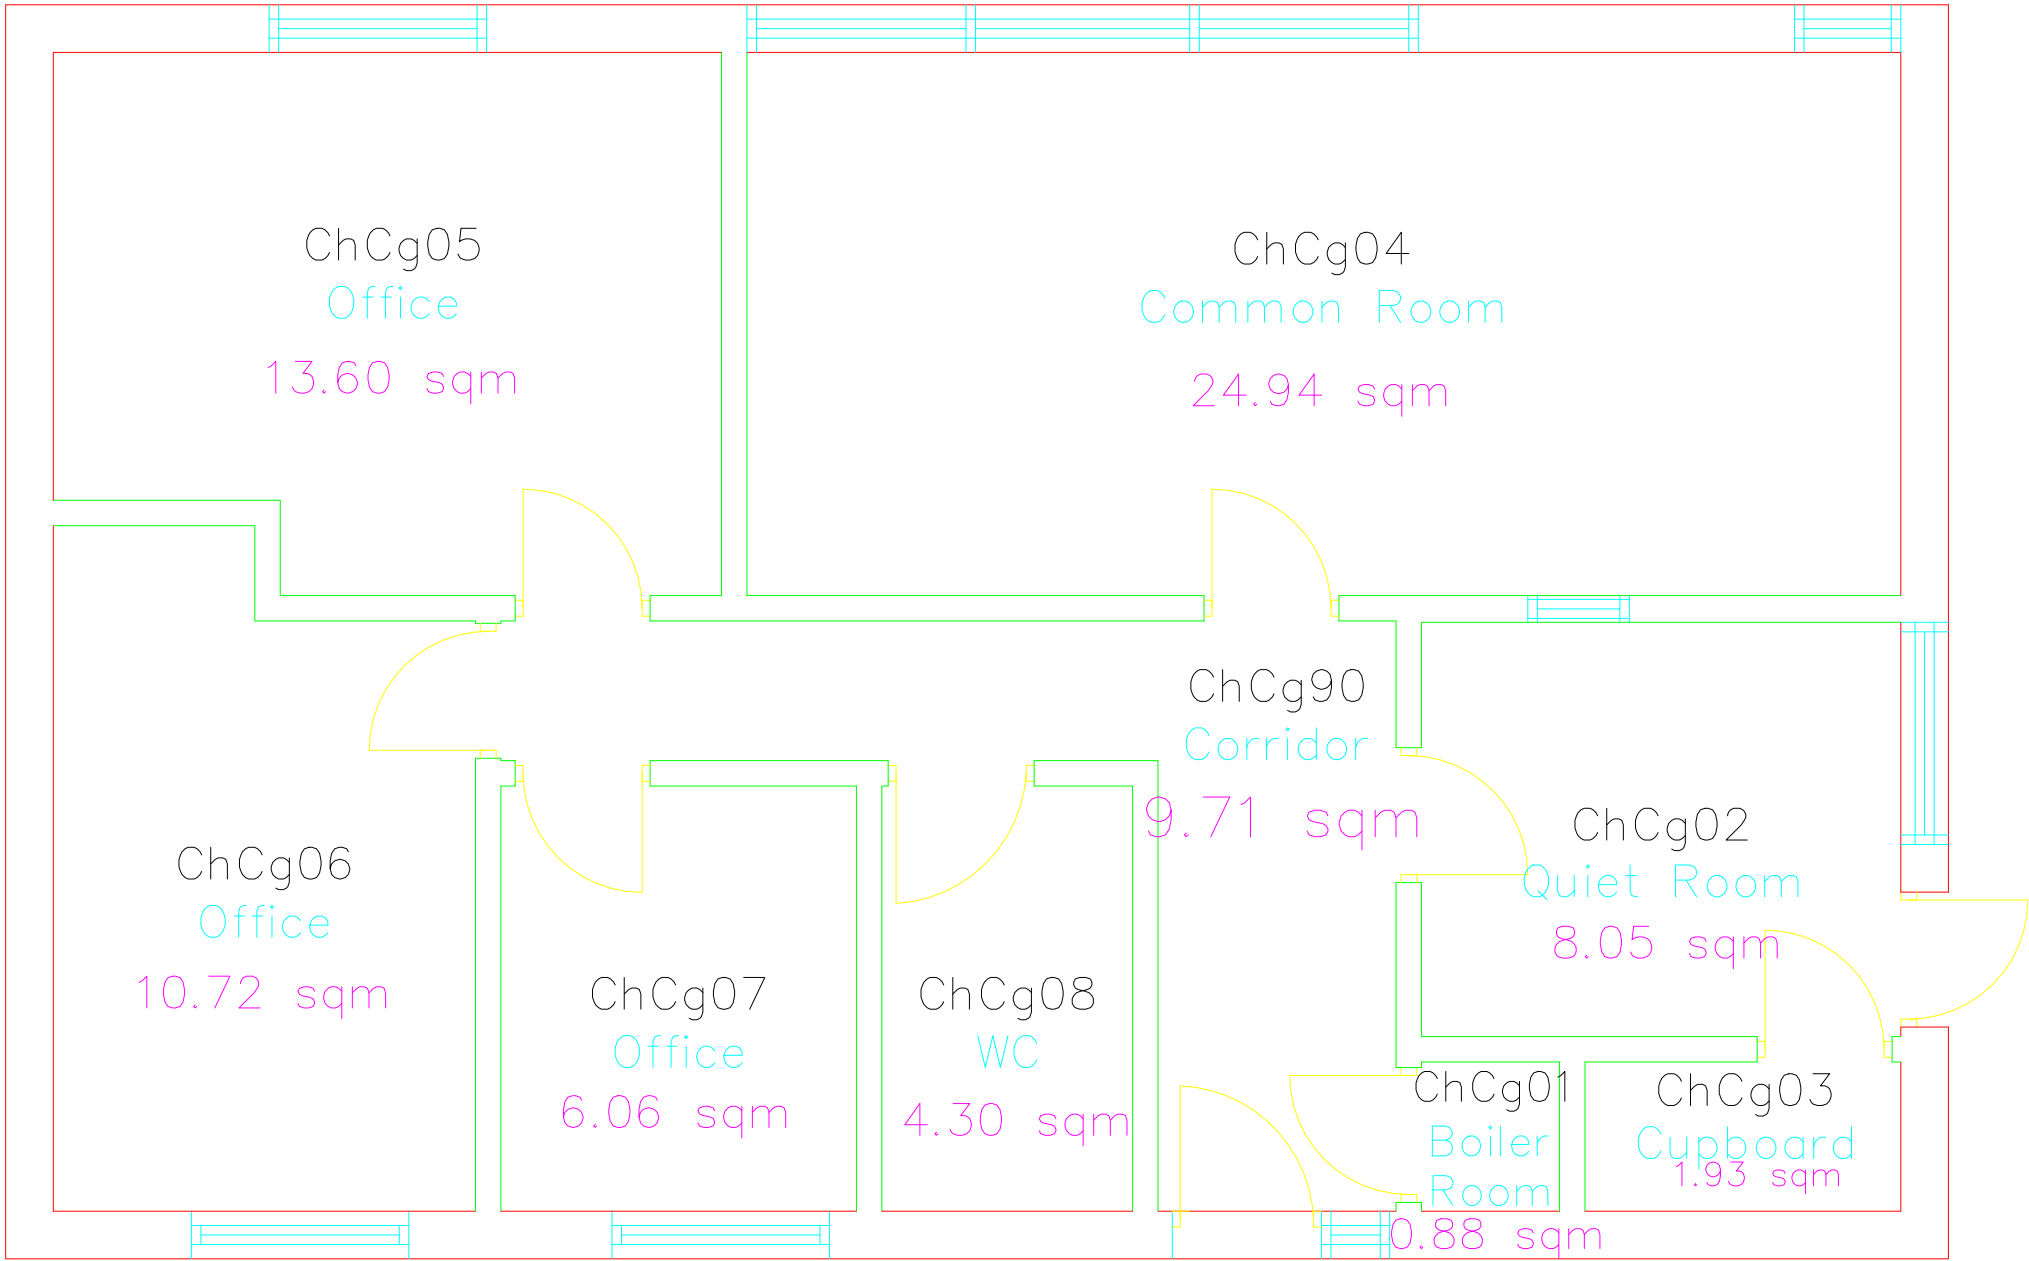 ChCg05
Office
13.60 sqm
ChCg04
Common Room
24.94 sqm
ChCg90
Corridor
9.71 sqm
ChCg02
Quiet Room
8.05 sqm
ChCg06
Office
10.72 sqm
ChCg07
Office
6.06 sqm
ChCg08
WC
4.30 sqm
ChCg01
Boiler
Room
0.88 sqm
ChCg03
Cupboard
1.93 sqm